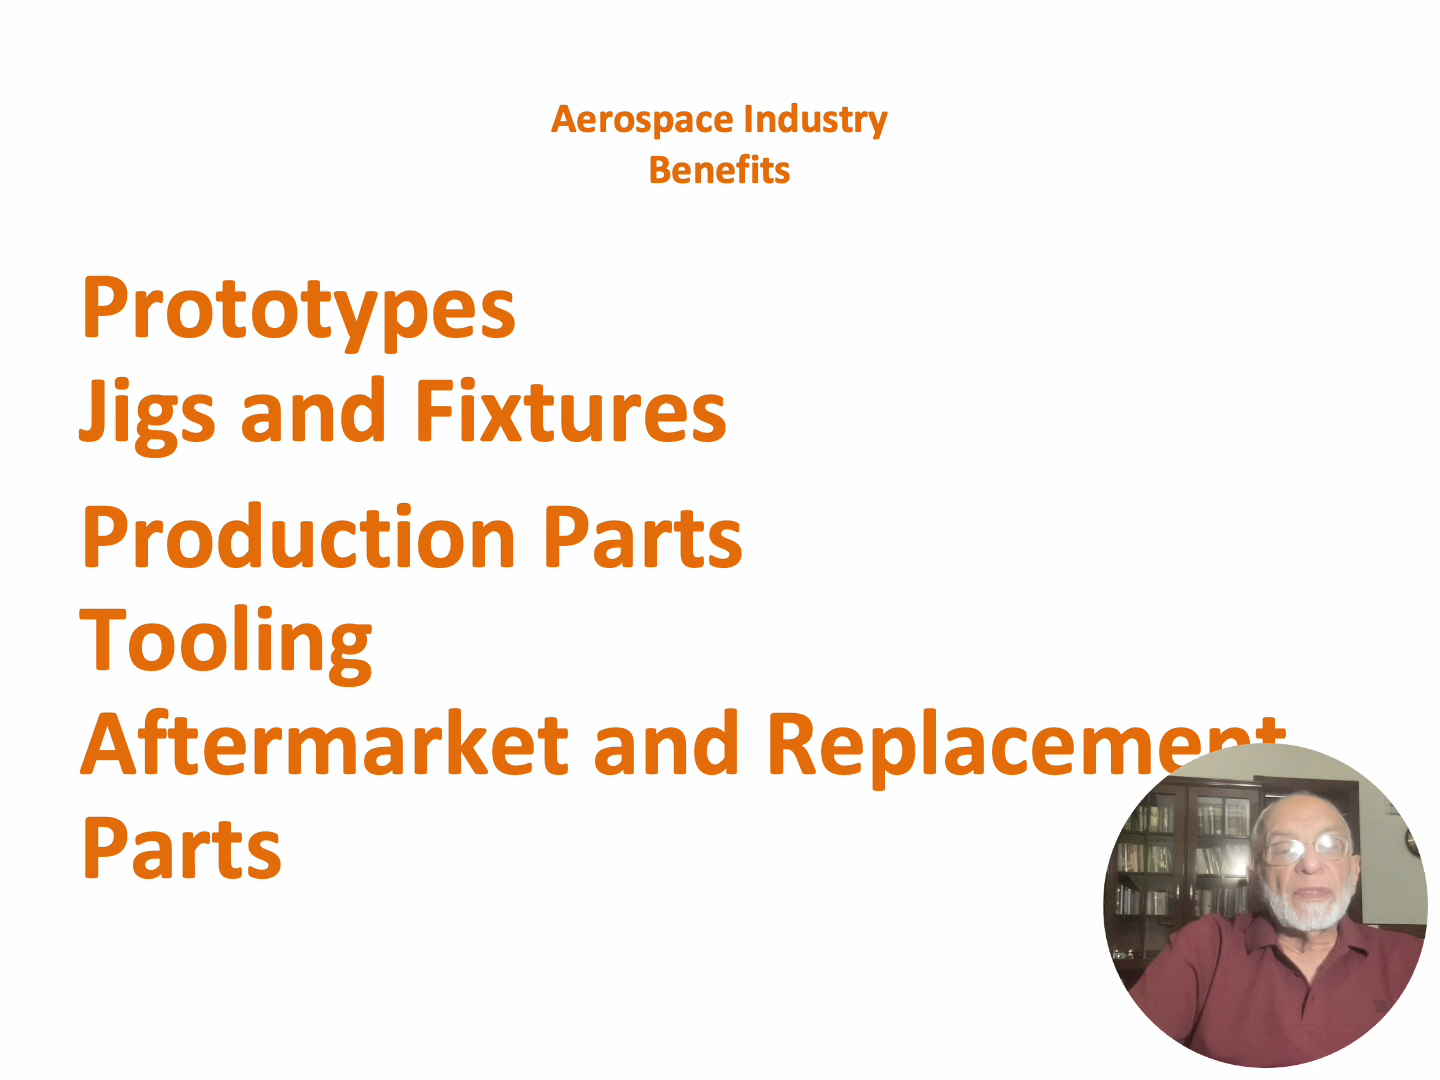 Aerospace Industry
Benefits
Prototypes
Jigs and Fixtures
Production Parts
Tooling
Aftermarket and Replacement
Parts